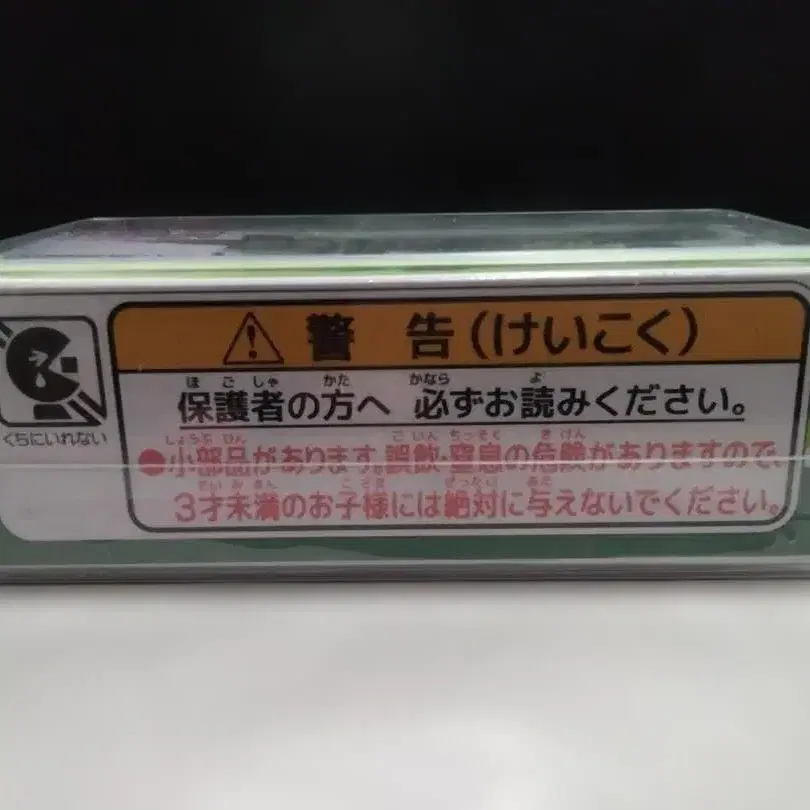 警 告(けいこく)
ほ ご しゃ かた かなら よ
保護者の方へ 必ずお読みください。
くちにいれない
しょうぶ ひん ご いん ちっそく き けん
●小部品があります。誤飲・窒息の危険がありますので、
さい み まん こ さま ぜったい あた
3才未満のお子様には絶対に与えないでください。